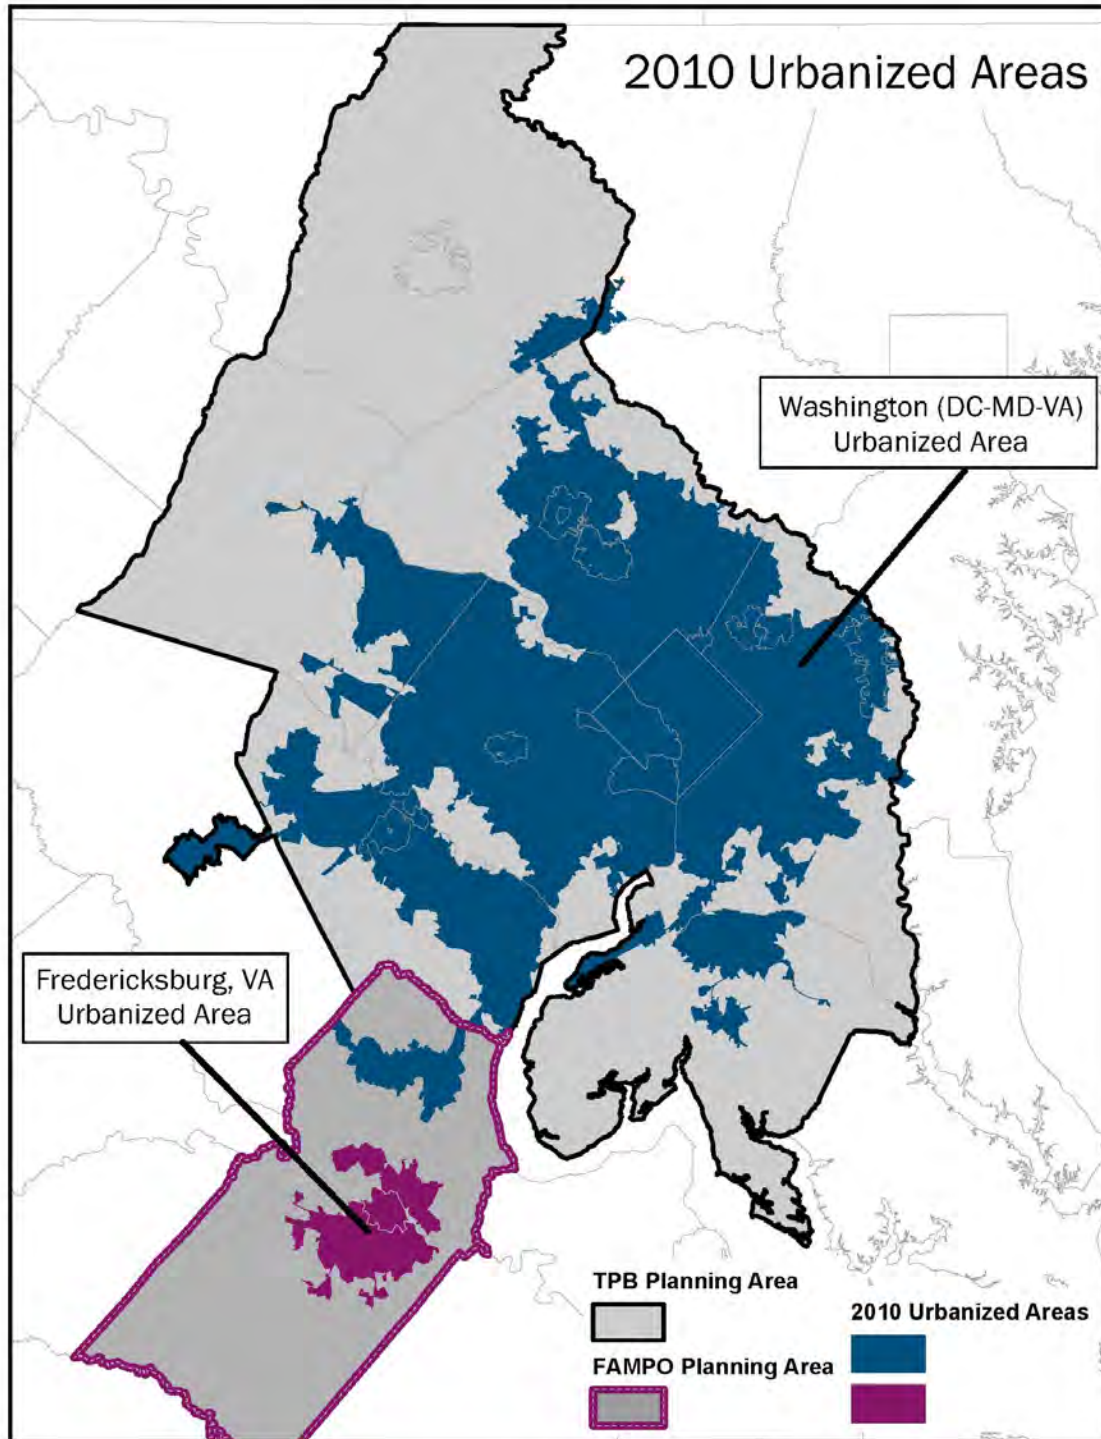 2010 Urbanized Areas
Washington (DC-MD-VA)
Urbanized Area
Fredericksburg, VA
Urbanized Area
TPB Planning Area
FAMPO Planning Area
2010 Urbanized Areas